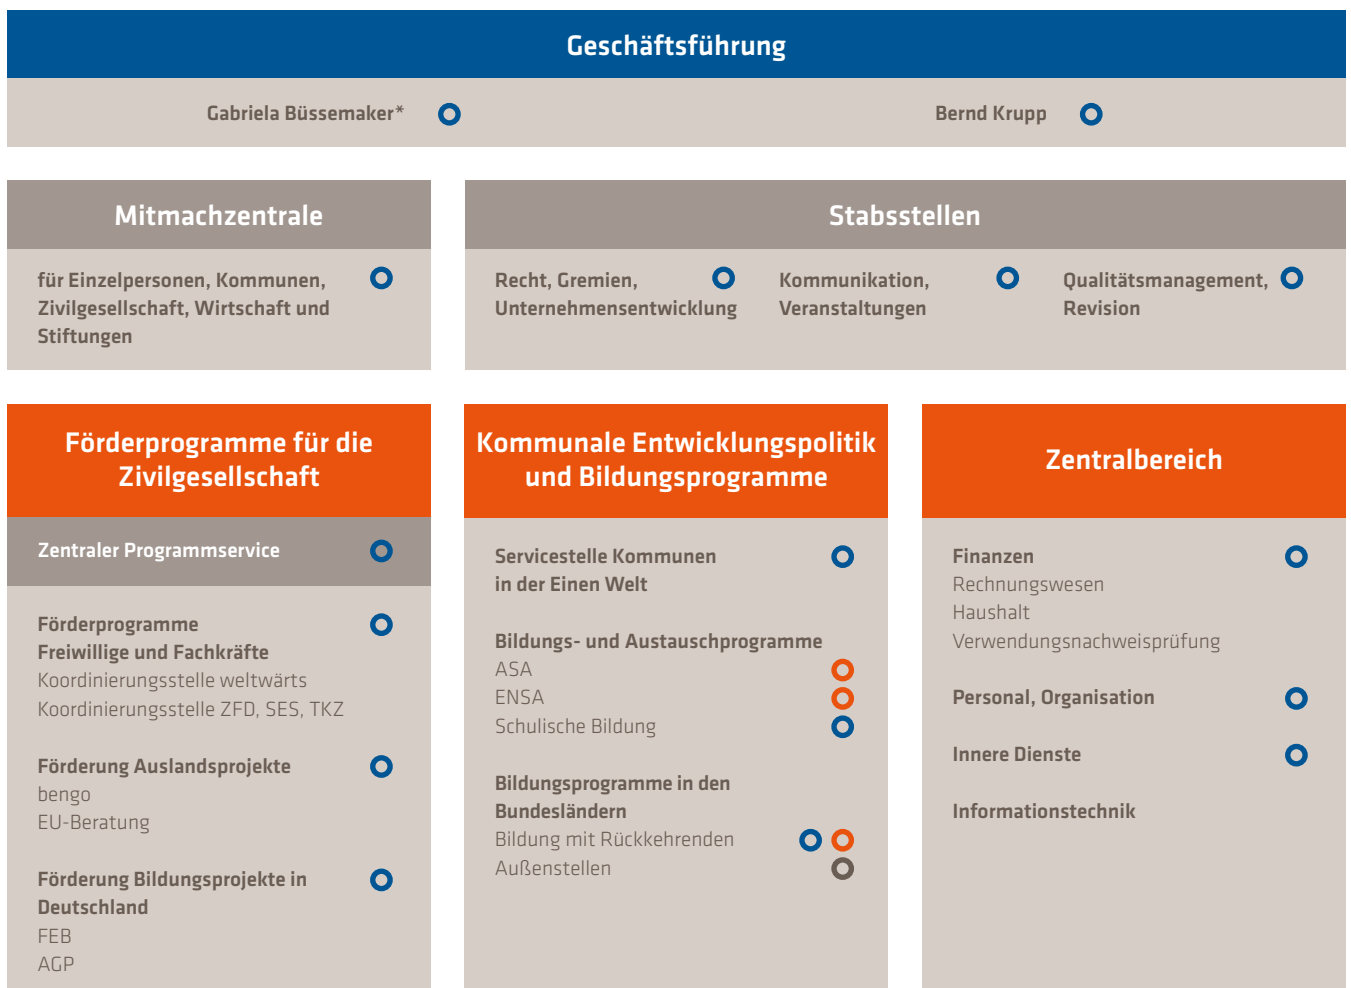 Geschäftsführung
Gabriela Büssemaker*
Bernd Krupp
Mitmachzentrale
für Einzelpersonen, Kommunen,
Zivilgesellschaft, Wirtschaft und
Stiftungen
Stabsstellen
Recht, Gremien,
Unternehmensentwicklung
Kommunikation,
Veranstaltungen
Qualitätsmanagement,
Revision
Förderprogramme für die
Zivilgesellschaft
Zentraler Programmservice
Förderprogramme
Freiwillige und Fachkräfte
Koordinierungsstelle weltwärts
Koordinierungsstelle ZFD, SES, TKZ
Förderung Auslandsprojekte
bengo
EU-Beratung
Förderung Bildungsprojekte in
Deutschland
FEB
AGP
Kommunale Entwicklungspolitik
und Bildungsprogramme
Servicestelle Kommunen
in der Einen Welt
Bildungs- und Austauschprogramme
ASA
ENSA
Schulische Bildung
Bildungsprogramme in den
Bundesländern
Bildung mit Rückkehrenden
Außenstellen
Zentralbereich
Finanzen
Rechnungswesen
Haushalt
Verwendungsnachweisprüfung
Personal, Organisation
Innere Dienste
Informationstechnik